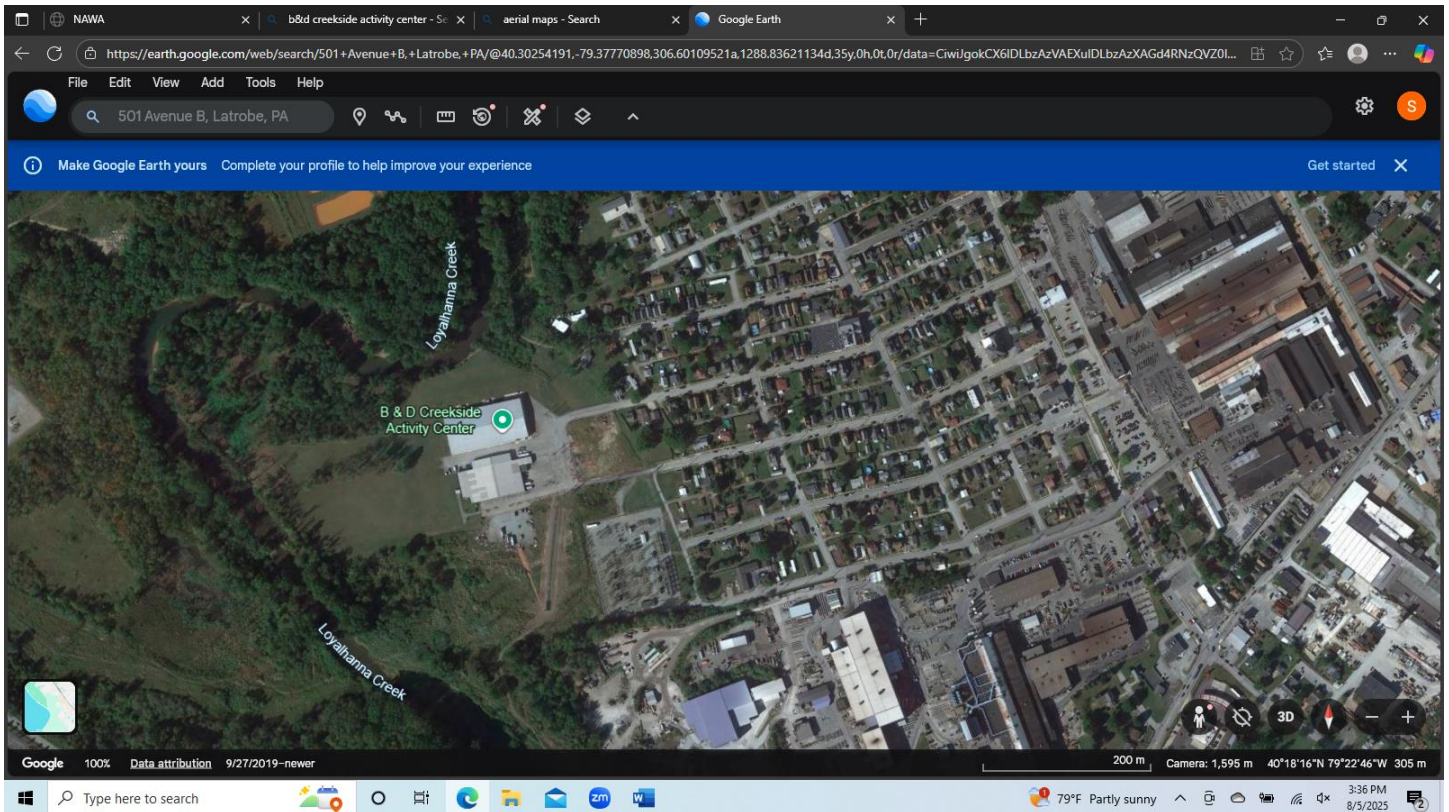 NAWA
b&d creekside activity center - Se
aerial maps - Search
Google Earth
https://earth.google.com/web/search/501+Avenue+B,+Latrobe,+PA/@40.30254191,-79.37770898,306.60109521a,1288.83621134d,35y,0h,0t,0r/data=CiwiJgokCX6lDLbzAzVAEXulDLbzAzXAGd4RNzQVZ0l...
File Edit View Add Tools Help
501 Avenue B, Latrobe, PA
S
Make Google Earth yours Complete your profile to help improve your experience
Get started
Loyalhanna Creek
B & D Creekside
Activity Center
Loyalhanna Creek
3D
Google 100% Data attribution 9/27/2019-newer
200 m Camera: 1,595 m 40°18'16"N 79°22'46"W 305 m
Type here to search
zm
W
79°F Partly sunny
3:36 PM
8/5/2025
2